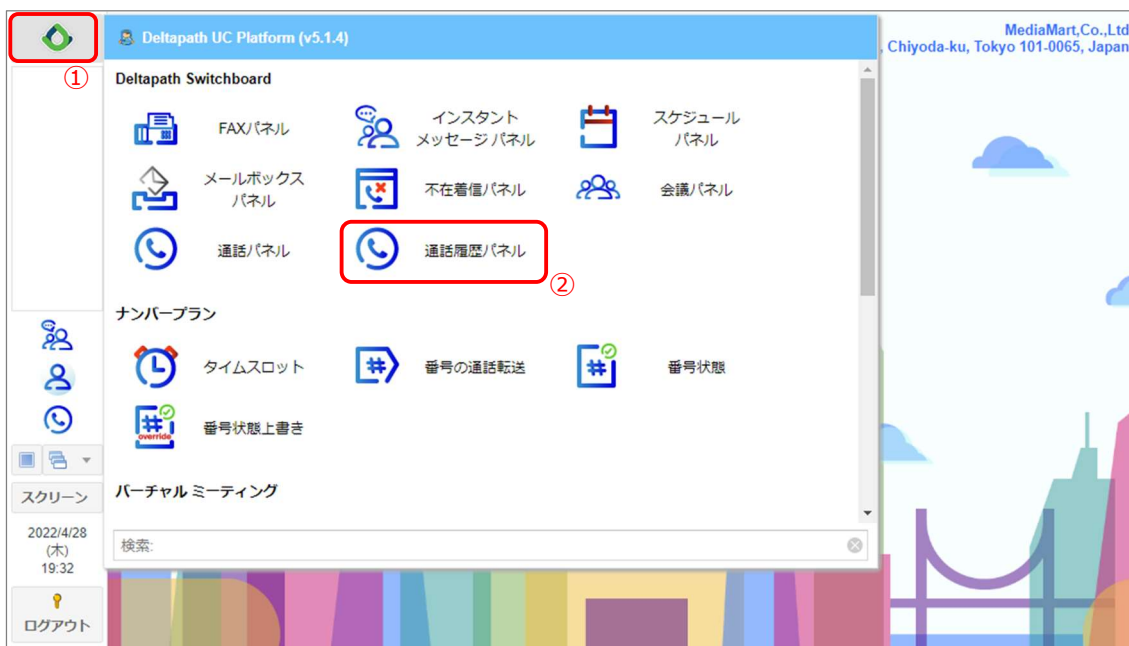 MediaMart,Co.,Ltd
, Chiyoda-ku, Tokyo 101-0065, Japan
①
Deltapath UC Platform (v5.1.4)
Deltapath Switchboard
FAXパネル
インスタント
メッセージ パネル
スケジュール
パネル
メールボックス
パネル
不在着信パネル
会議パネル
通話パネル
通話履歴パネル
②
ナンバープラン
タイムスロット
番号の通話転送
番号状態
override
番号状態上書き
バーチャル ミーティング
検索:
スクリーン
2022/4/28
(木)
19:32
ログアウト